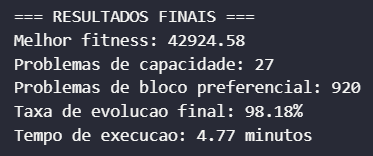 === RESULTADOS FINAIS ===
Melhor fitness: 42924.58
Problemas de capacidade: 27
Problemas de bloco preferencial: 920
Taxa de evolucao final: 98.18%
Tempo de execucao: 4.77 minutos